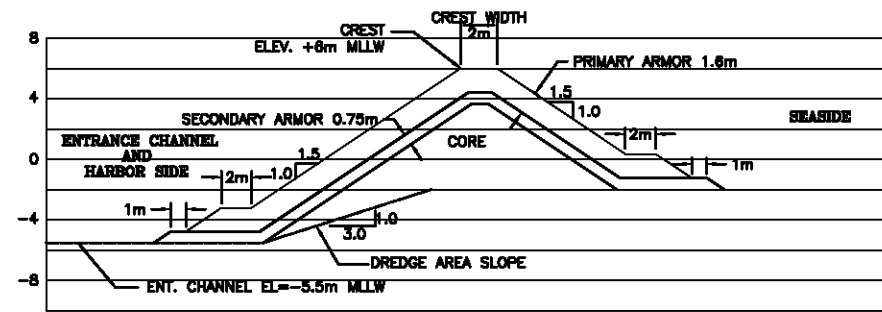 CREST WIDTH
2m
CREST
ELEV. +6m MLLW
PRIMARY ARMOR 1.6m
8
4
0
-4
-8
1.5
1.0
SECONDARY ARMOR 0.75m
CORE
2m
SEASIDE
ENTRANCE CHANNEL
AND
HARBOR SIDE
1.5
1.0
2m
1m
1m
1.0
3.0
DREDGE AREA SLOPE
ENT. CHANNEL EL=-5.5m MLLW